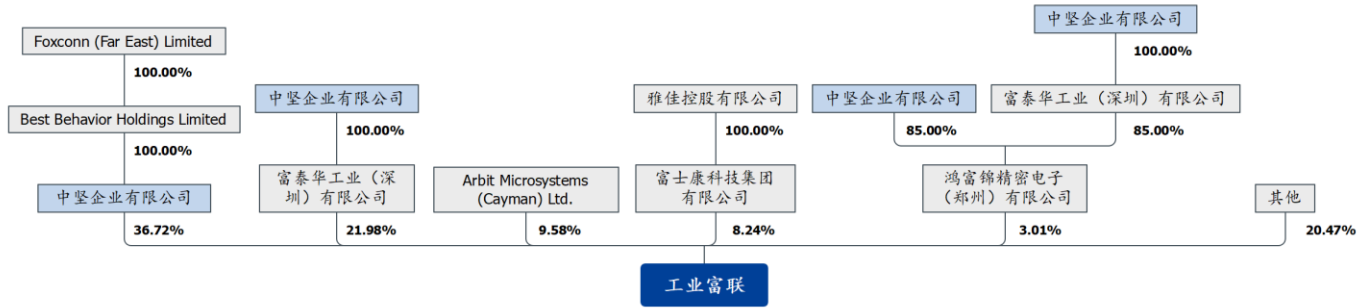 中坚企业有限公司
Foxconn (Far East) Limited
100.00%
100.00%
中坚企业有限公司
雅佳控股有限公司
中坚企业有限公司
富泰华工业（深圳）有限公司
Best Behavior Holdings Limited
100.00%
100.00%
85.00%
85.00%
100.00%
中坚企业有限公司
富泰华工业（深
圳）有限公司
Arbit Microsystems
(Cayman) Ltd.
富士康科技集团
有限公司
鸿富锦精密电子
（郑州）有限公司
其他
36.72%
21.98%
9.58%
8.24%
3.01%
20.47%
工业富联